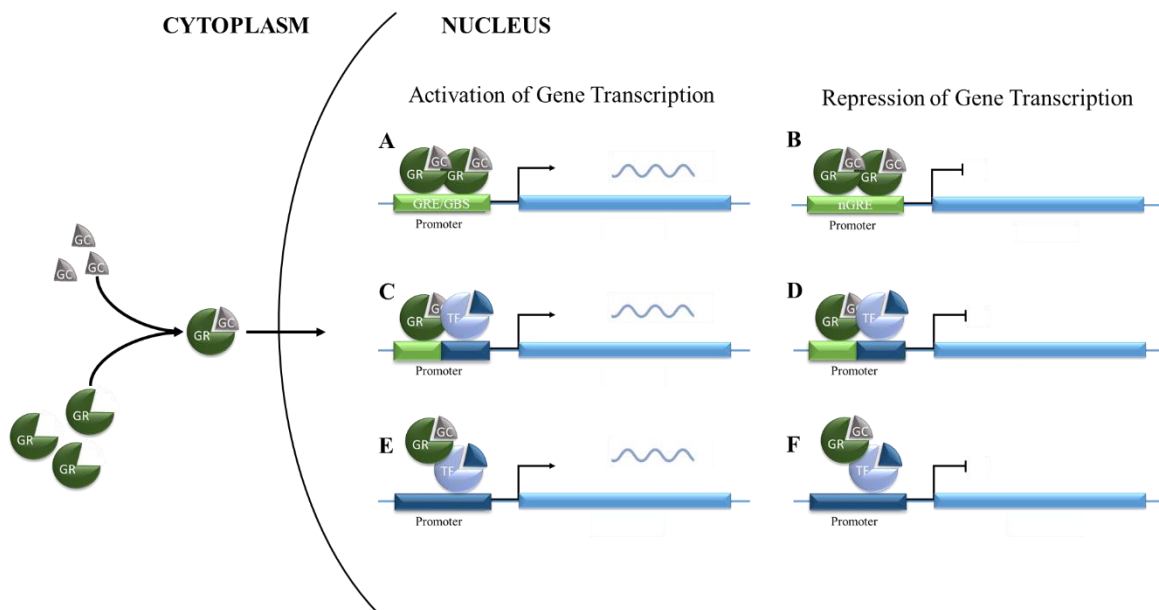 CYTOPLASM
NUCLEUS
Activation of Gene Transcription
Repression of Gene Transcription
A
GR
GC
GR
GC
GRE/GBS
Promoter
B
GR
GC
GR
GC
nGRE
Promoter
GC
GC
GC
GR
GC
GR
GR
GR
C
GR
GC
TF
Promoter
D
GR
GC
TF
Promoter
E
GR
GC
TF
Promoter
F
GR
GC
TF
Promoter